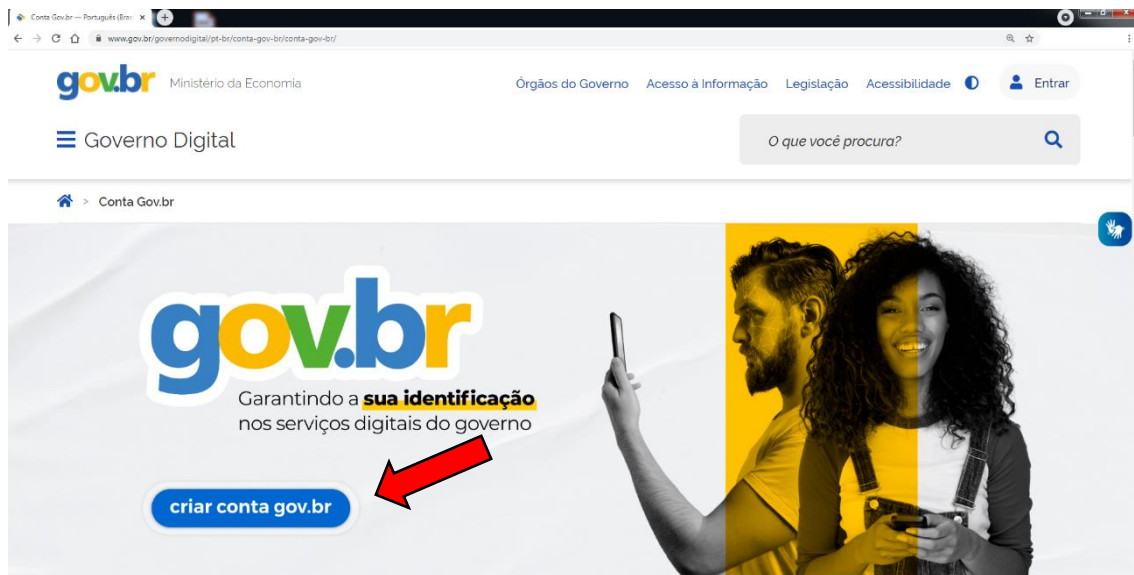 Conta Gov.br — Português (Bras
www.gov.br/governodigital/pt-br/conta-gov-br/conta-gov-br/
gov.br Ministério da Economia Órgãos do Governo Acesso à Informação Legislação Acessibilidade Entrar
Governo Digital O que você procura?
> Conta Gov.br
gov.br
Garantindo a sua identificação
nos serviços digitais do governo
criar conta gov.br